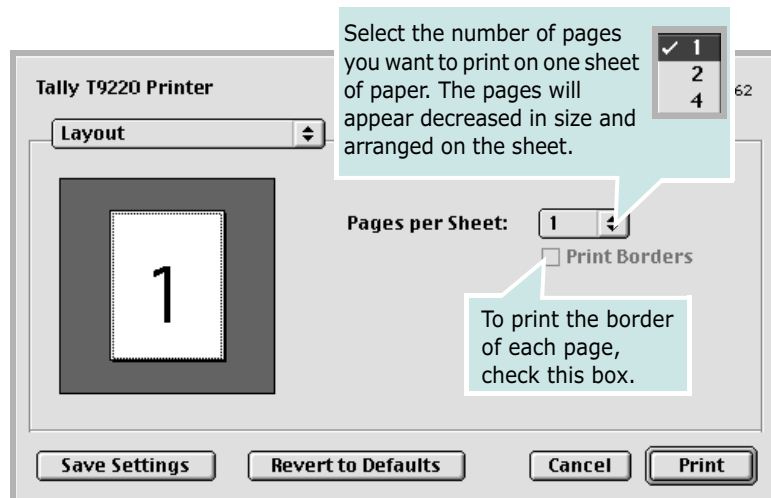 Select the number of pages
you want to print on one sheet
of paper. The pages will
appear decreased in size and
arranged on the sheet.
✓ 1
2
4
Tally T9220 Printer
62
Layout
1
Pages per Sheet: 1
Print Borders
To print the border
of each page,
check this box.
Save Settings Revert to Defaults Cancel Print